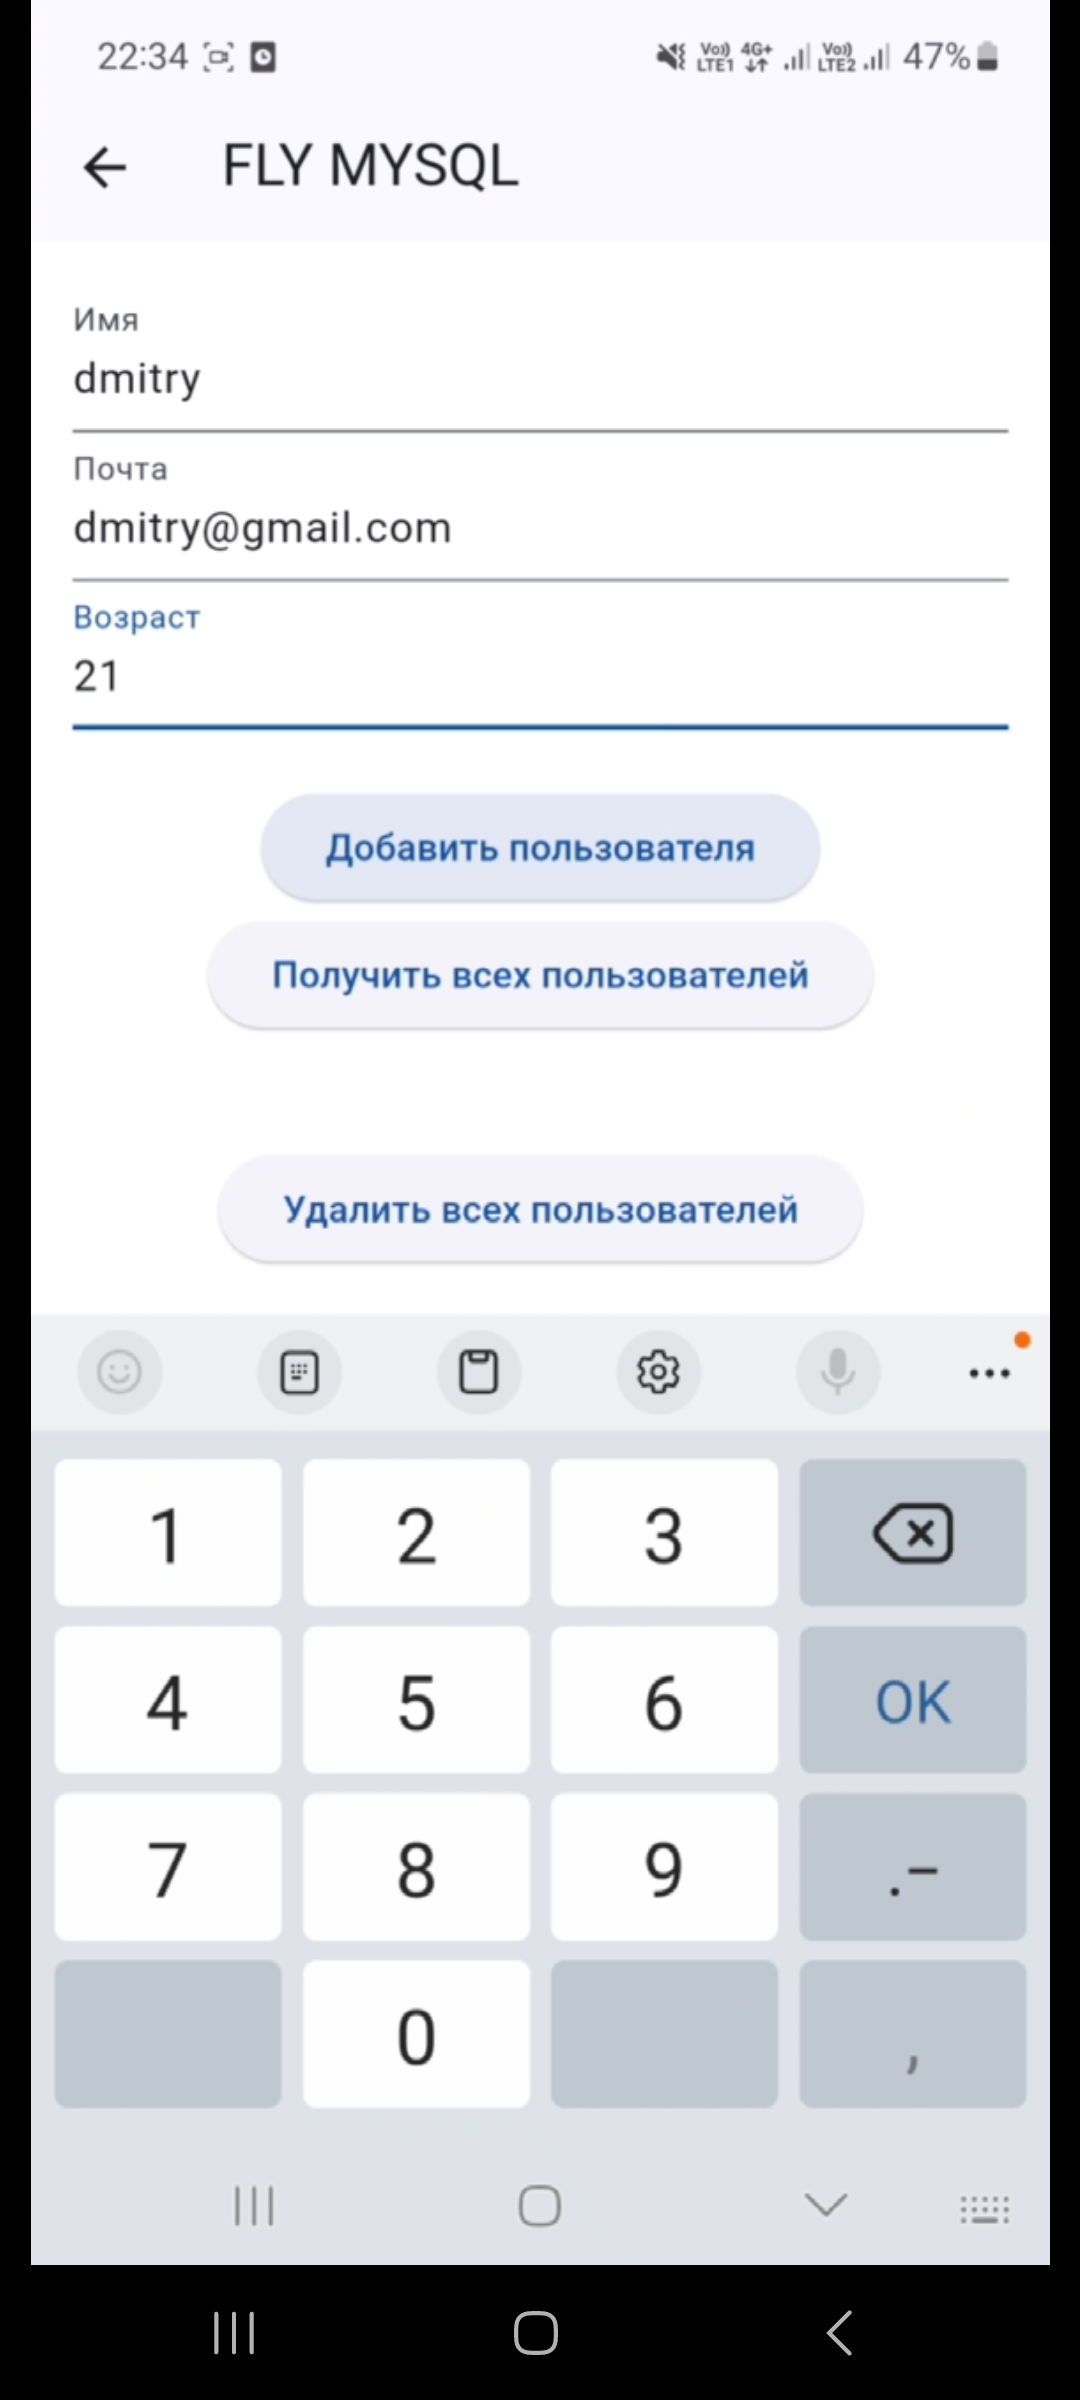 22:34 Vo)) LTE1 4G+ Vo)) LTE2 47%
FLY MYSQL
Имя
dmitry
Почта
dmitry@gmail.com
Возраст
21
Добавить пользователя
Получить всех пользователей
Удалить всех пользователей
1 2 3
4 5 6 OK
7 8 9 .-
0 ,